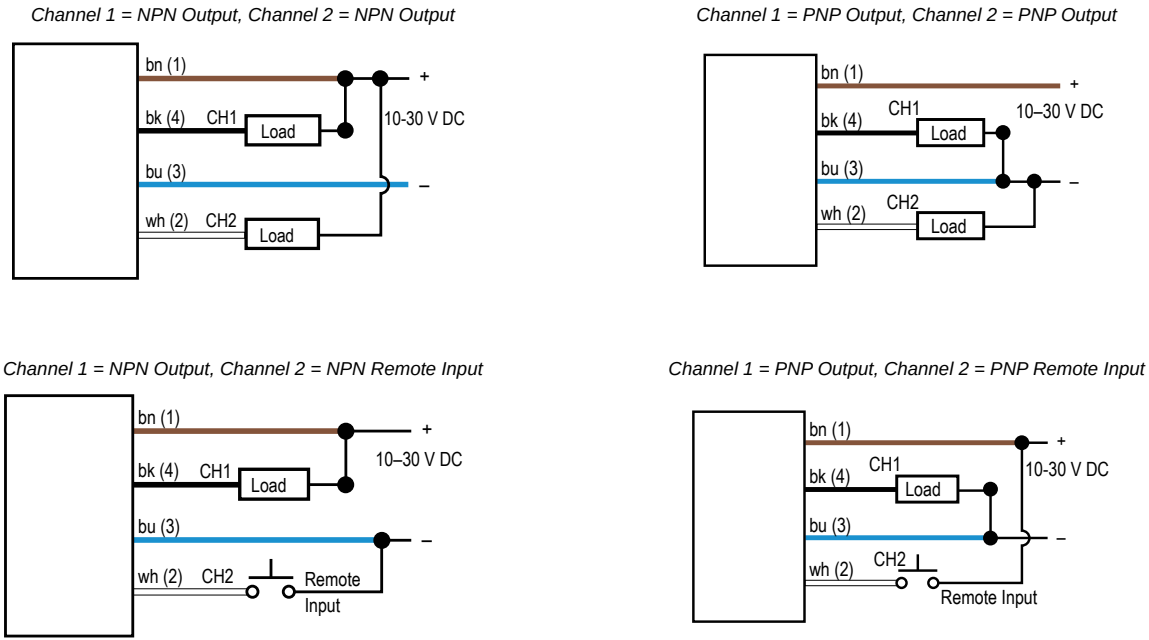 Channel 1 = NPN Output, Channel 2 = NPN Output
bn (1)
+
bk (4) CH1
Load
10-30 V DC
bu (3)
–
wh (2) CH2
Load
Channel 1 = PNP Output, Channel 2 = PNP Output
bn (1)
+
CH1
10–30 V DC
bk (4)
Load
bu (3)
–
CH2
wh (2)
Load
Channel 1 = NPN Output, Channel 2 = NPN Remote Input
bn (1)
+
10–30 V DC
bk (4) CH1
Load
bu (3)
–
wh (2) CH2
Remote
Input
Channel 1 = PNP Output, Channel 2 = PNP Remote Input
bn (1)
+
CH1
10-30 V DC
bk (4)
Load
bu (3)
–
CH2
wh (2)
Remote Input